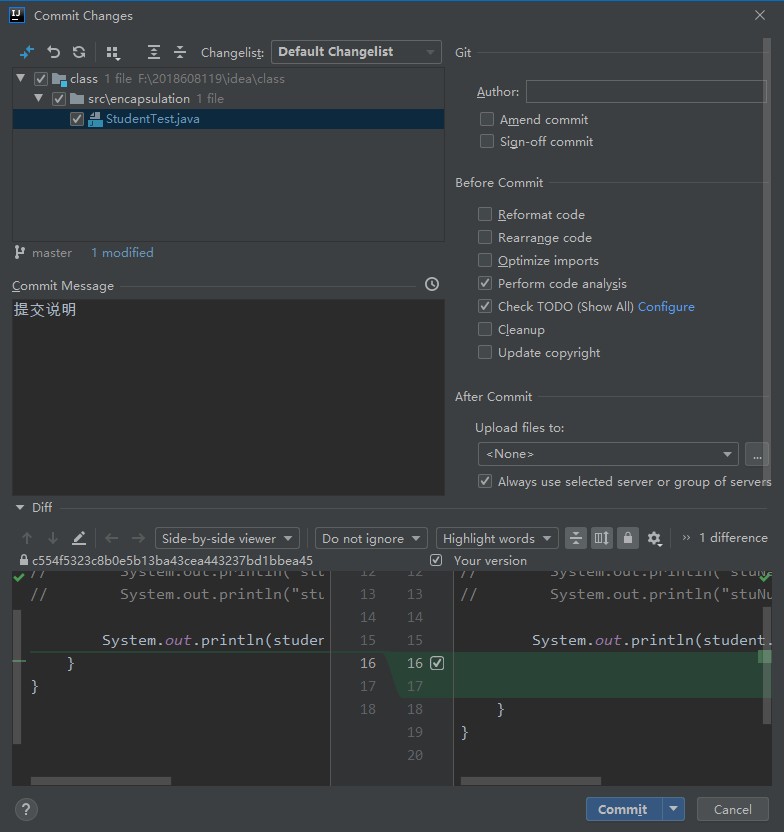 Commit Changes
Changelist: Default Changelist
class 1 file F:\2018608119\idea\class
src\encapsulation 1 file
StudentTest.java
master 1 modified
Commit Message
提交说明
Git
Author:
Amend commit
Sign-off commit
Before Commit
Reformat code
Rearrange code
Optimize imports
Perform code analysis
Check TODO (Show All) Configure
Cleanup
Update copyright
After Commit
Upload files to:
<None>
...
Always use selected server or group of servers
Diff
Side-by-side viewer Do not ignore Highlight words » 1 difference
c554f5323c8b0e5b13ba43cea443237bd1bbea45 Your version
// System.out.println("stu 12 12 // System.out.println("stuN
// System.out.println("stu 13 13 // System.out.println("stuNu
14 14
System.out.println(studer 15 15 System.out.println(student.
} 16 16
} 17 17
18 18 }
19 }
20
? Commit Cancel